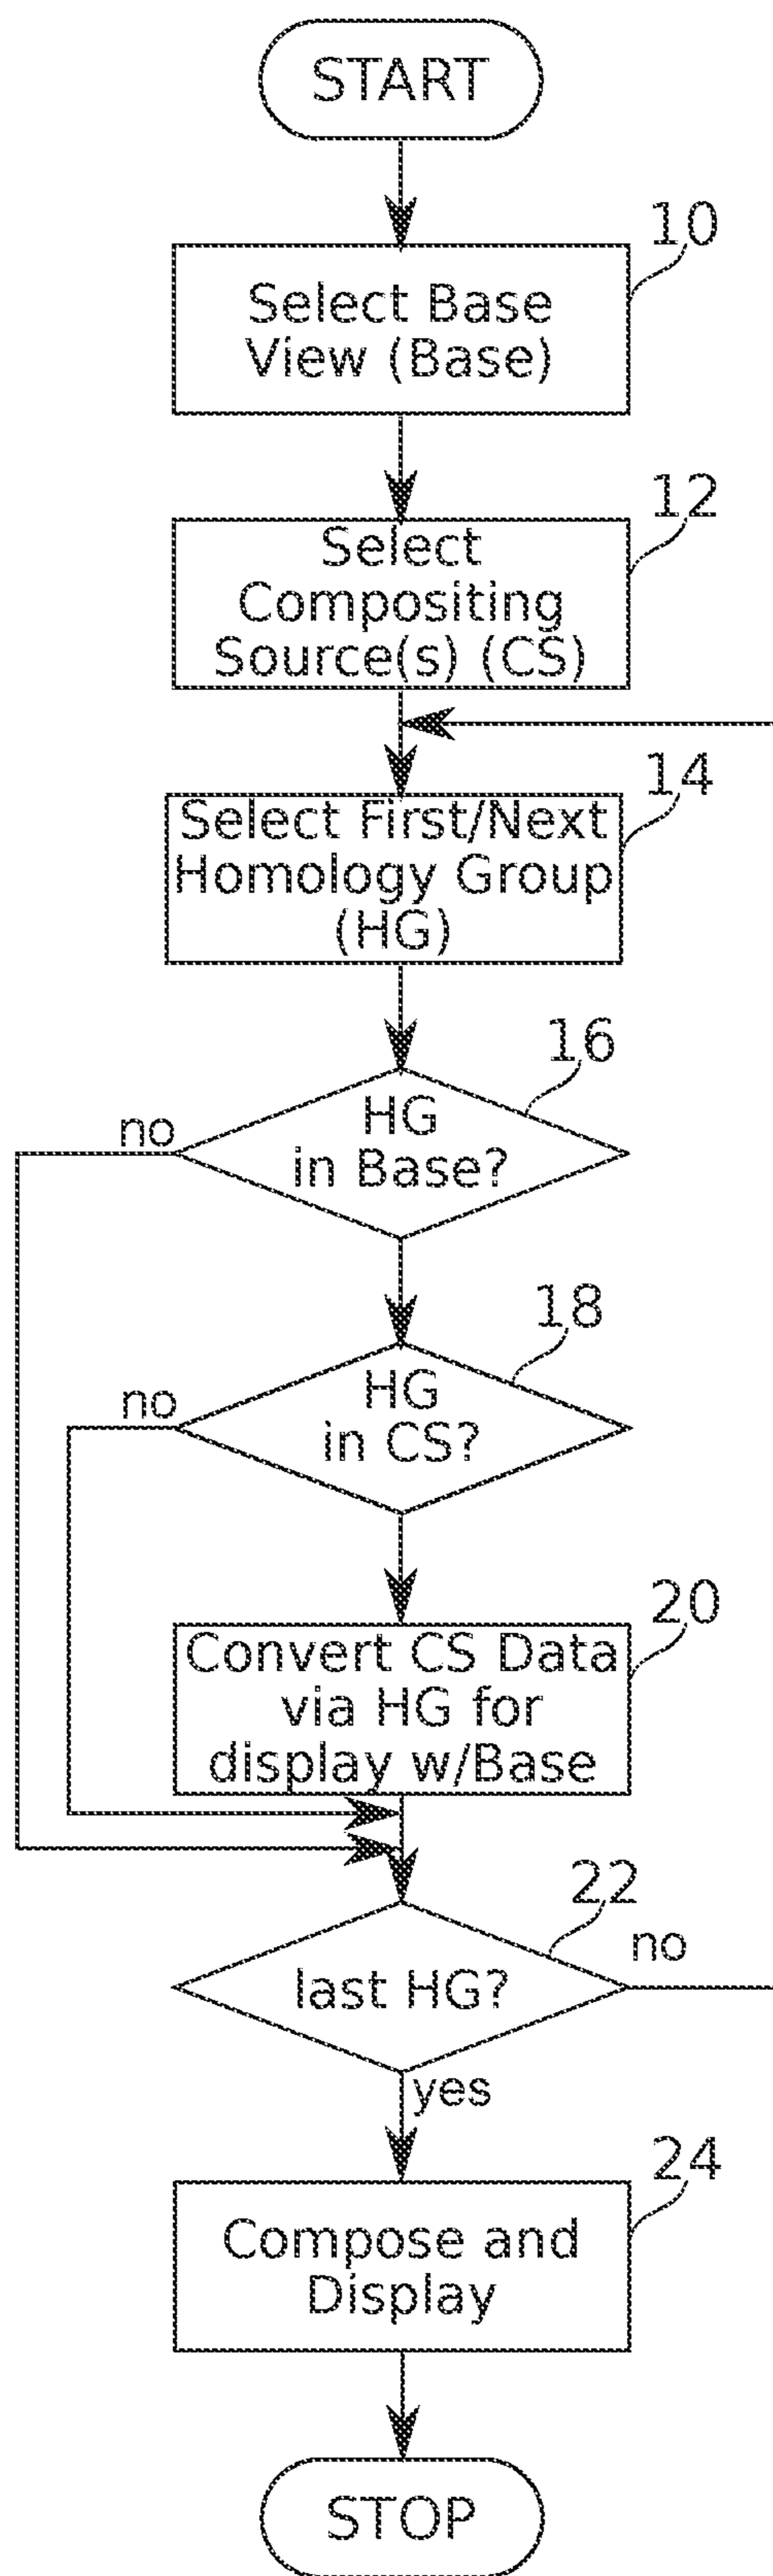 START
10
Select Base
View (Base)
12
Select
Compositing
Source(s) (CS)
14
Select First/Next
Homology Group
(HG)
16
HG
in Base?
no
18
HG
in CS?
no
20
Convert CS Data
via HG for
display w/Base
22
last HG?
no
yes
24
Compose and
Display
STOP